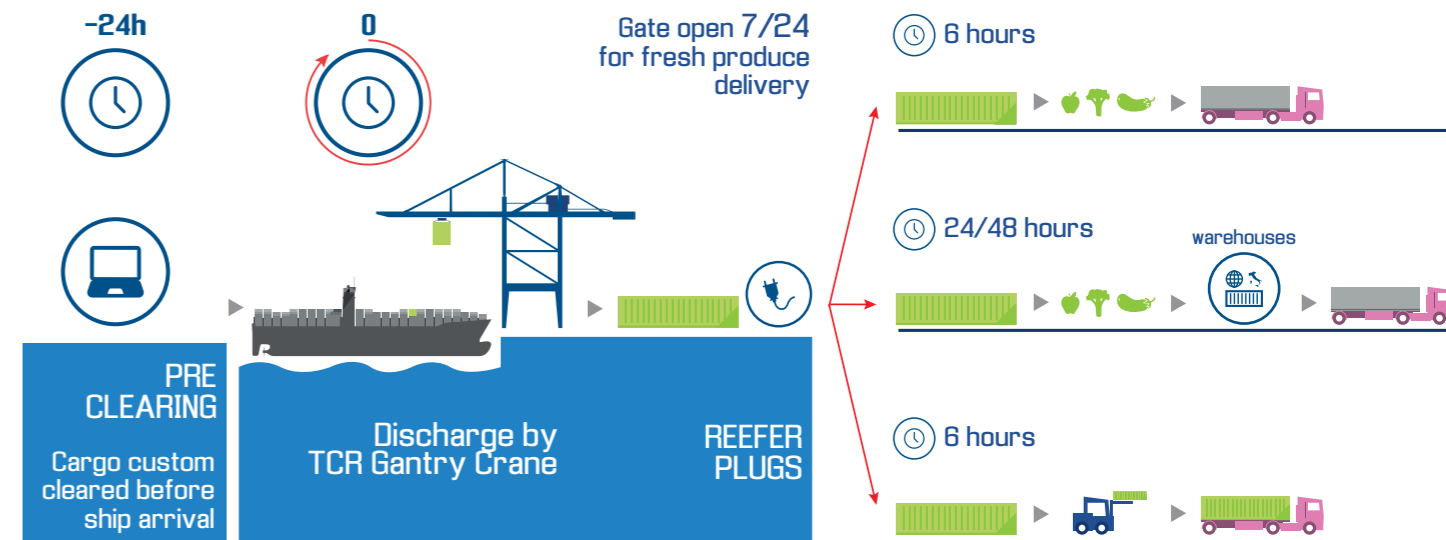 -24h
0
Gate open 7/24
for fresh produce
delivery
6 hours
24/48 hours
warehouses
6 hours
PRE
CLEARING
Cargo custom
cleared before
ship arrival
Discharge by
TCR Gantry Crane
REEFER
PLUGS